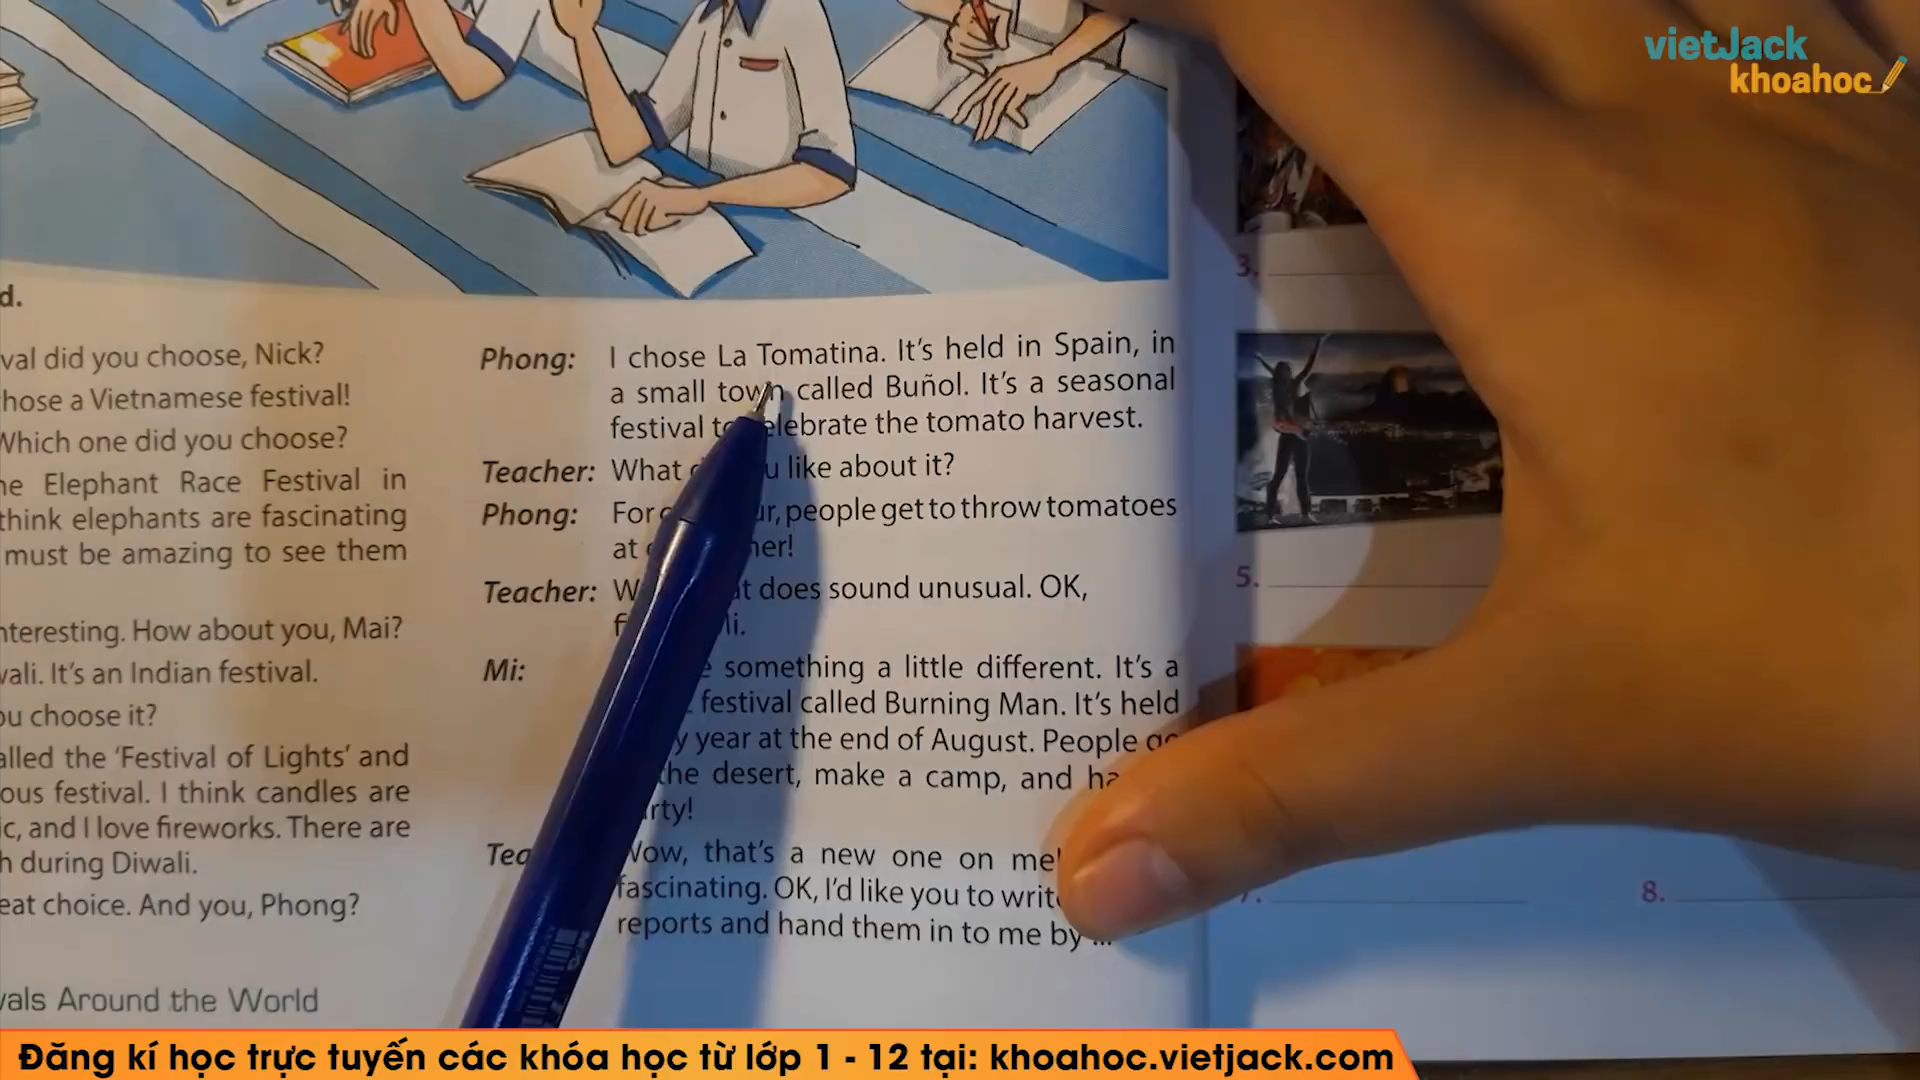 vietJack
khoahoc
d.
val did you choose, Nick?
hose a Vietnamese festival!
Which one did you choose?
he Elephant Race Festival in
think elephants are fascinating
must be amazing to see them
nteresting. How about you, Mai?
vali. It's an Indian festival.
ou choose it?
alled the 'Festival of Lights' and
ous festival. I think candles are
ic, and I love fireworks. There are
h during Diwali.
eat choice. And you, Phong?
vals Around the World
Phong: I chose La Tomatina. It's held in Spain, in
a small town called Buñol. It's a seasonal
festival to celebrate the tomato harvest.
Teacher: What like about it?
Phong: For people get to throw tomatoes
at
Teacher: does sound unusual. OK,
Mi: something a little different. It's a
festival called Burning Man. It's held
year at the end of August. People go
the desert, make a camp, and
Wow, that's a new one on me!
fascinating. OK, I'd like you to write
reports and hand them in to me by ...
3.
5.
7.
8.
Đăng kí học trực tuyến các khóa học từ lớp 1 - 12 tại: khoahoc.vietjack.com